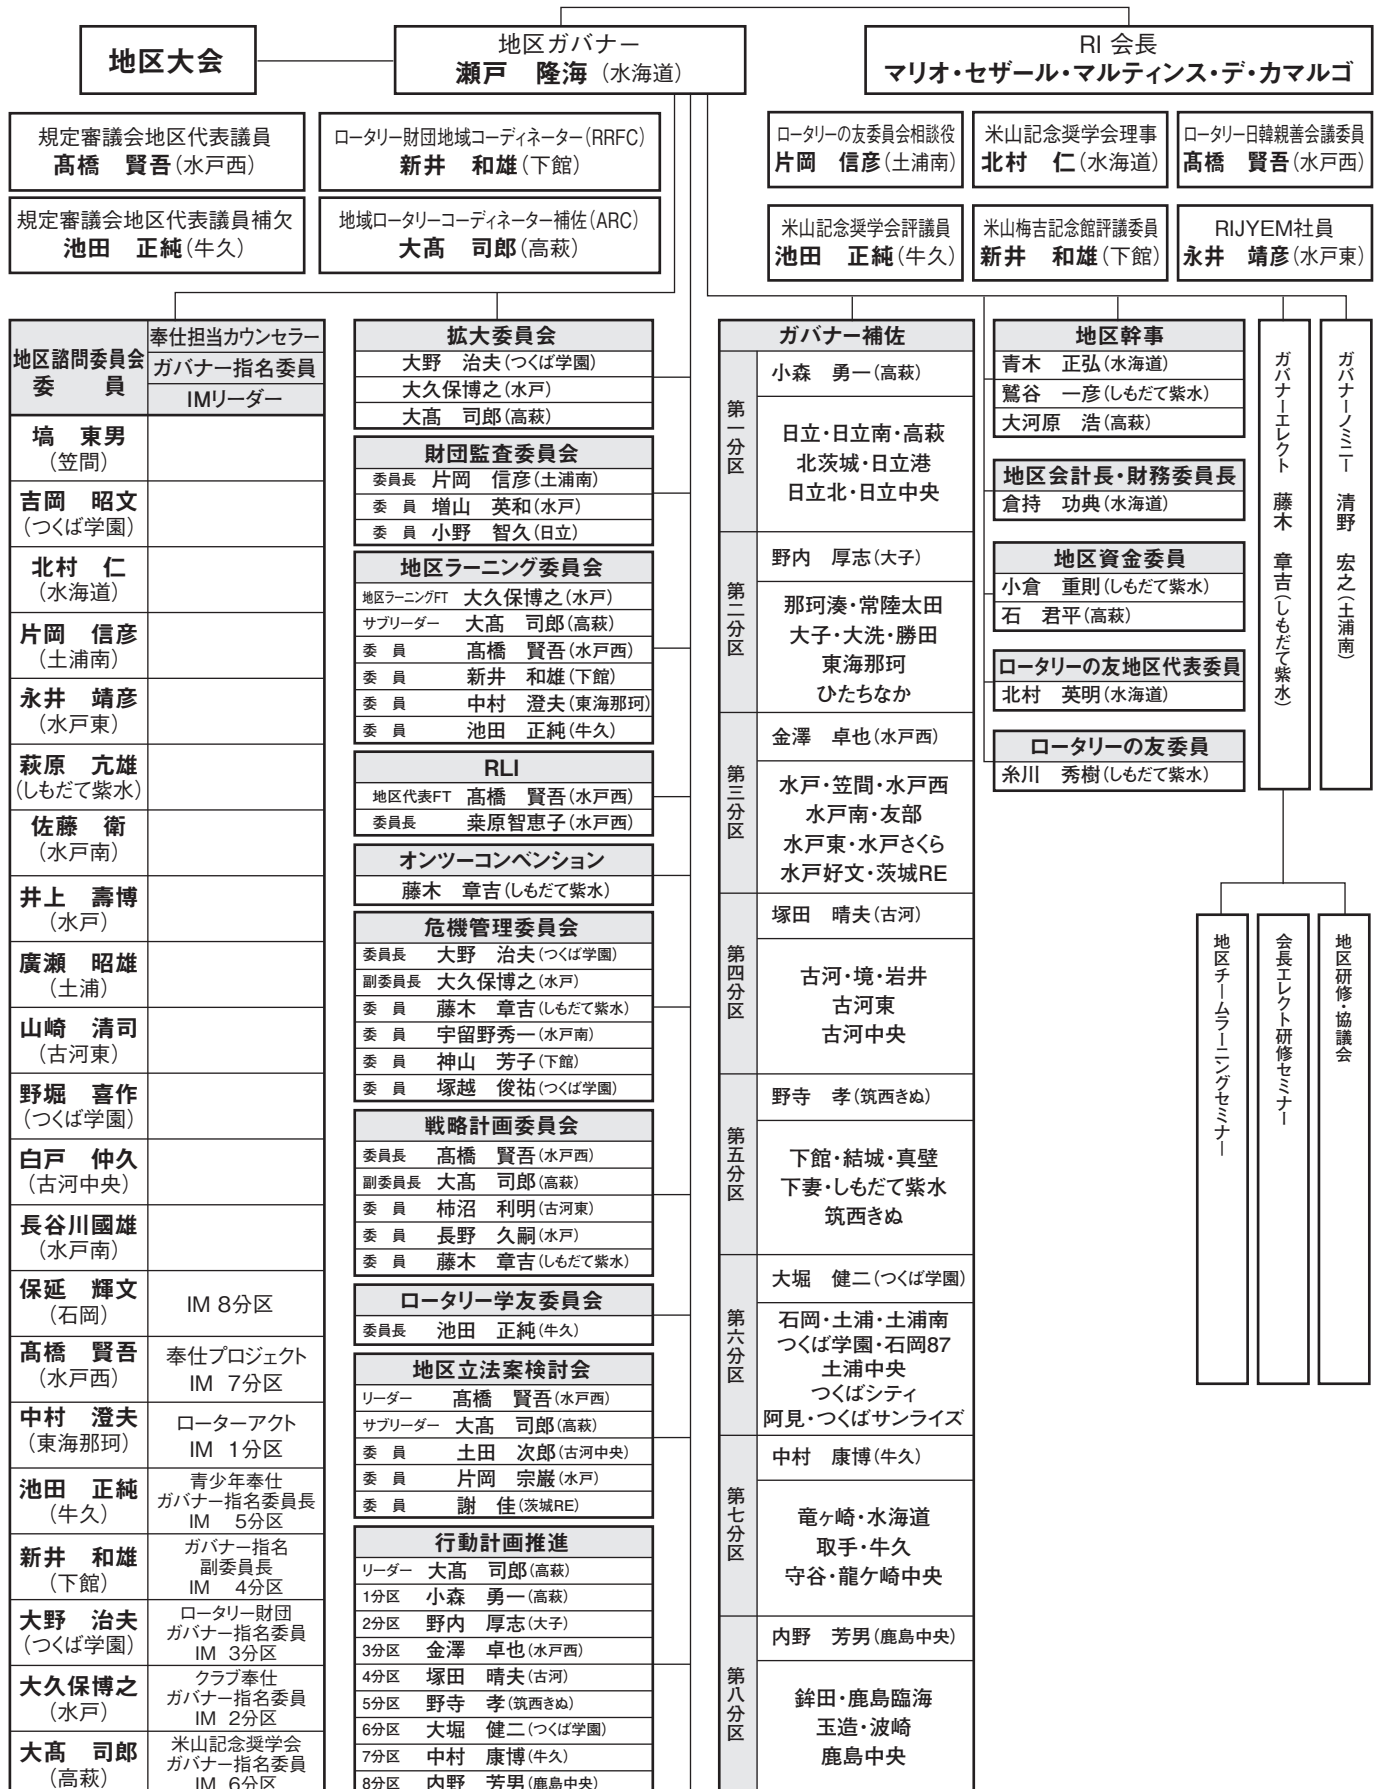 地区大会
地区ガバナー
瀬戸　隆海（水海道）
RI 会長
マリオ・セザール・マルティンス・デ・カマルゴ
規定審議会地区代表議員
髙橋　賢吾（水戸西）
ロータリー財団地域コーディネーター（RRFC）
新井　和雄（下館）
規定審議会地区代表議員補欠
池田　正純（牛久）
地域ロータリーコーディネーター補佐（ARC）
大髙　司郎（高萩）
ロータリーの友委員会相談役
片岡　信彦（土浦南）
米山記念奨学会理事
北村　仁（水海道）
ロータリー日韓親善会議委員
髙橋　賢吾（水戸西）
米山記念奨学会評議員
池田　正純（牛久）
米山梅吉記念館評議委員
新井　和雄（下館）
RIJYEM社員
永井　靖彦（水戸東）
地区諮問委員会
委　員
奉仕担当カウンセラー
ガバナー指名委員
IMリーダー
塙　東男
（笠間）
吉岡　昭文
（つくば学園）
北村　仁
（水海道）
片岡　信彦
（土浦南）
永井　靖彦
（水戸東）
萩原　亢雄
（しもだて紫水）
佐藤　衛
（水戸南）
井上　壽博
（水戸）
廣瀬　昭雄
（土浦）
山崎　清司
（古河東）
野堀　喜作
（つくば学園）
白戸　仲久
（古河中央）
長谷川國雄
（水戸南）
保延　輝文
（石岡）
IM 8分区
髙橋　賢吾
（水戸西）
奉仕プロジェクト
IM 7分区
中村　澄夫
（東海那珂）
ローターアクト
IM 1分区
池田　正純
（牛久）
青少年奉仕
ガバナー指名委員長
IM 5分区
新井　和雄
（下館）
ガバナー指名
副委員長
IM 4分区
大野　治夫
（つくば学園）
ロータリー財団
ガバナー指名委員
IM 3分区
大久保博之
（水戸）
クラブ奉仕
ガバナー指名委員
IM 2分区
大髙　司郎
（高萩）
米山記念奨学会
ガバナー指名委員
IM 6分区
拡大委員会
大野　治夫（つくば学園）
大久保博之（水戸）
大髙　司郎（高萩）
財団監査委員会
委員長　片岡　信彦（土浦南）
委　員　増山　英和（水戸）
委　員　小野　智久（日立）
地区ラーニング委員会
地区ラーニングFT　大久保博之（水戸）
サブリーダー　大髙　司郎（高萩）
委　員　髙橋　賢吾（水戸西）
委　員　新井　和雄（下館）
委　員　中村　澄夫（東海那珂）
委　員　池田　正純（牛久）
RLI
地区代表FT　髙橋　賢吾（水戸西）
委員長　桒原智恵子（水戸西）
オンツーコンベンション
藤木　章吉（しもだて紫水）
危機管理委員会
委員長　大野　治夫（つくば学園）
副委員長　大久保博之（水戸）
委　員　藤木　章吉（しもだて紫水）
委　員　宇留野秀一（水戸南）
委　員　神山　芳子（下館）
委　員　塚越　俊祐（つくば学園）
戦略計画委員会
委員長　髙橋　賢吾（水戸西）
副委員長　大髙　司郎（高萩）
委　員　柿沼　利明（古河東）
委　員　長野　久嗣（水戸）
委　員　藤木　章吉（しもだて紫水）
ロータリー学友委員会
委員長　池田　正純（牛久）
地区立法案検討会
リーダー　髙橋　賢吾（水戸西）
サブリーダー　大髙　司郎（高萩）
委　員　土田　次郎（古河中央）
委　員　片岡　宗巌（水戸）
委　員　謝　佳（茨城RE）
行動計画推進
リーダー　大髙　司郎（高萩）
1分区　小森　勇一（高萩）
2分区　野内　厚志（大子）
3分区　金澤　卓也（水戸西）
4分区　塚田　晴夫（古河）
5分区　野寺　孝（筑西きぬ）
6分区　大堀　健二（つくば学園）
7分区　中村　康博（牛久）
8分区　内野　芳男（鹿島中央）
ガバナー補佐
第一分区
小森　勇一（高萩）
日立・日立南・高萩
北茨城・日立港
日立北・日立中央
第二分区
野内　厚志（大子）
那珂湊・常陸太田
大子・大洗・勝田
東海那珂
ひたちなか
第三分区
金澤　卓也（水戸西）
水戸・笠間・水戸西
水戸南・友部
水戸東・水戸さくら
水戸好文・茨城RE
第四分区
塚田　晴夫（古河）
古河・境・岩井
古河東
古河中央
第五分区
野寺　孝（筑西きぬ）
下館・結城・真壁
下妻・しもだて紫水
筑西きぬ
第六分区
大堀　健二（つくば学園）
石岡・土浦・土浦南
つくば学園・石岡87
土浦中央
つくばシティ
阿見・つくばサンライズ
第七分区
中村　康博（牛久）
竜ヶ崎・水海道
取手・牛久
守谷・龍ケ崎中央
第八分区
内野　芳男（鹿島中央）
鉾田・鹿島臨海
玉造・波崎
鹿島中央
地区幹事
青木　正弘（水海道）
鷲谷　一彦（しもだて紫水）
大河原　浩（高萩）
地区会計長・財務委員長
倉持　功典（水海道）
地区資金委員
小倉　重則（しもだて紫水）
石　君平（高萩）
ロータリーの友地区代表委員
北村　英明（水海道）
ロータリーの友委員
糸川　秀樹（しもだて紫水）
ガバナーエレクト　藤木　章吉（しもだて紫水）
ガバナーノミニー　清野　宏之（土浦南）
地区チームラーニングセミナー
会長エレクト研修セミナー
地区研修・協議会